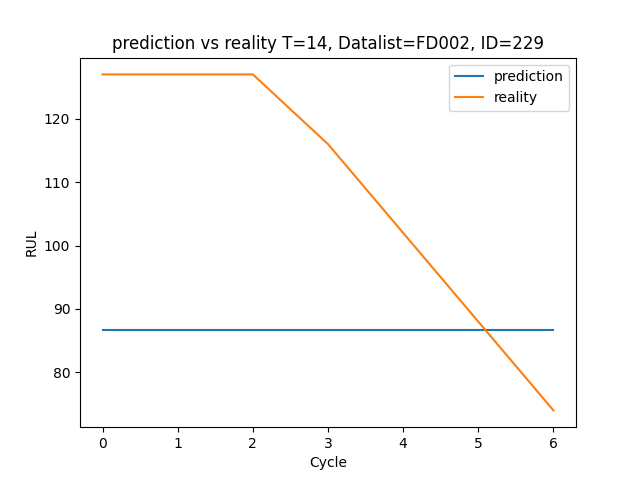 prediction vs reality T=14, Datalist=FD002, ID=229
prediction
reality
120
110
100
90
80
RUL
0 1 2 3 4 5 6
Cycle